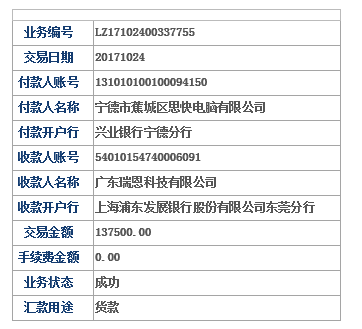 业务编号 LZ17102400337755
交易日期 20171024
付款人账号 131010100100094150
付款人名称 宁德市蕉城区思快电脑有限公司
付款开户行 兴业银行宁德分行
收款人账号 54010154740006091
收款人名称 广东瑞恩科技有限公司
收款开户行 上海浦东发展银行股份有限公司东莞分行
交易金额 137500.00
手续费金额 0.00
业务状态 成功
汇款用途 货款